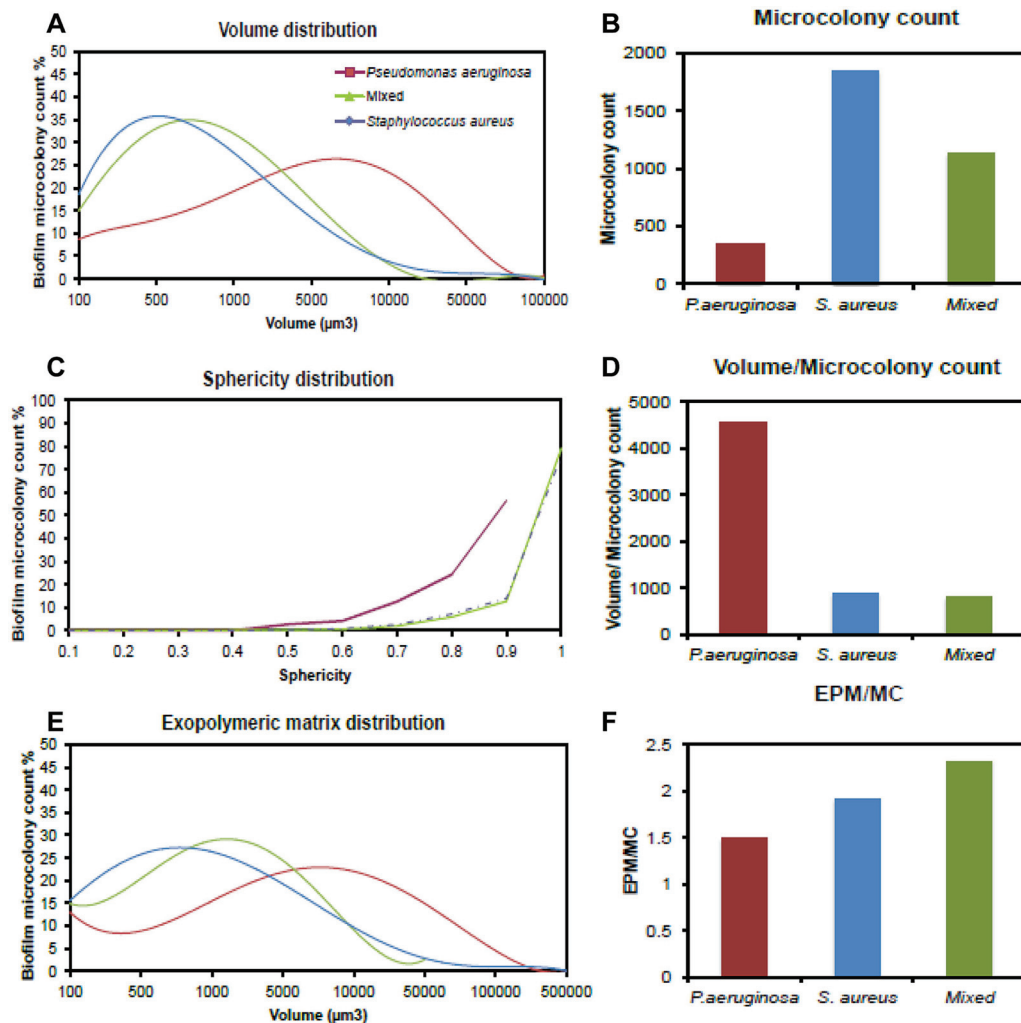 A
Volume distribution
Biofilm microcolony count %
50
45
40
35
30
25
20
15
10
5
0
Pseudomonas aeruginosa
Mixed
Staphylococcus aureus
100 500 1000 5000 10000 50000 100000
Volume (µm3)
B
Microcolony count
Microcolony count
2000
1500
1000
500
0
P.aeruginosa S. aureus Mixed
C
Sphericity distribution
Biofilm microcolony count %
100
90
80
70
60
50
40
30
20
10
0
0.1 0.2 0.3 0.4 0.5 0.6 0.7 0.8 0.9 1
Sphericity
D
Volume/Microcolony count
Volume/ Microcolony count
5000
4000
3000
2000
1000
0
P.aeruginosa S. aureus Mixed
E
Exopolymeric matrix distribution
Biofilm microcolony count %
50
45
40
35
30
25
20
15
10
5
0
100 500 1000 5000 10000 50000 100000 500000
Volume (µm3)
F
EPM/MC
EPM/MC
2.5
2
1.5
1
0.5
0
P.aeruginosa S. aureus Mixed